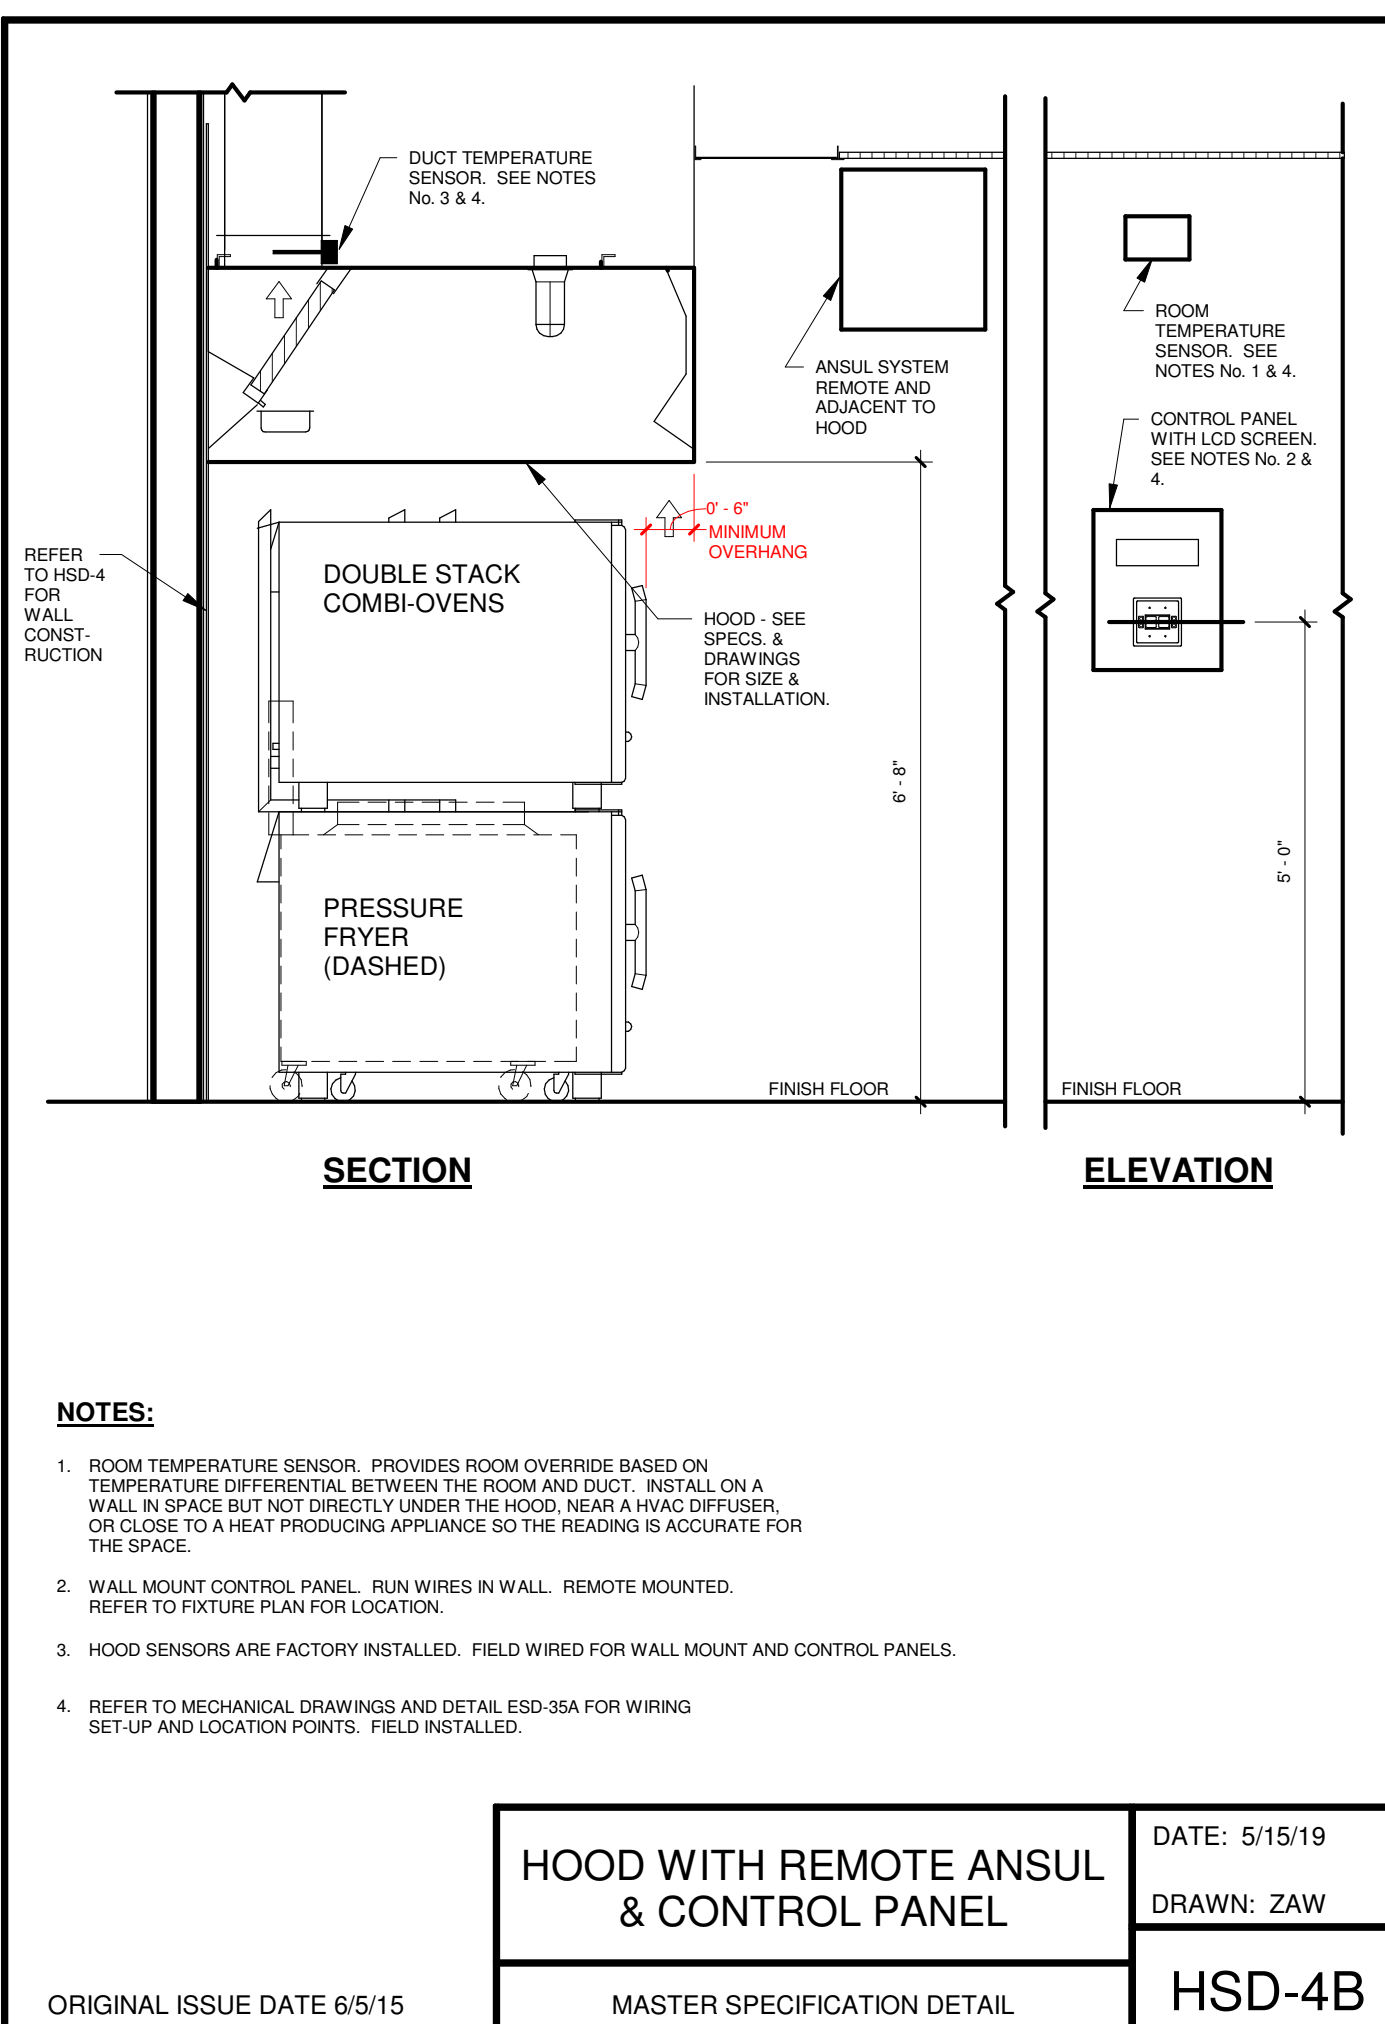 DUCT TEMPERATURE
SENSOR.  SEE NOTES
No. 3 & 4.
ROOM
TEMPERATURE
SENSOR.  SEE
NOTES No. 1 & 4.
ANSUL SYSTEM
REMOTE AND
ADJACENT TO
HOOD
CONTROL PANEL
WITH LCD SCREEN.
SEE NOTES No. 2 &
4.
0' - 6"
MINIMUM
OVERHANG
REFER
TO HSD-4
FOR
WALL
CONST-
RUCTION
DOUBLE STACK
COMBI-OVENS
HOOD - SEE
SPECS. &
DRAWINGS
FOR SIZE &
INSTALLATION.
6' - 8"
5' - 0"
PRESSURE
FRYER
(DASHED)
FINISH FLOOR
FINISH FLOOR
SECTION
ELEVATION
NOTES:
1. ROOM TEMPERATURE SENSOR.  PROVIDES ROOM OVERRIDE BASED ON
TEMPERATURE DIFFERENTIAL BETWEEN THE ROOM AND DUCT.  INSTALL ON A
WALL IN SPACE BUT NOT DIRECTLY UNDER THE HOOD, NEAR A HVAC DIFFUSER,
OR CLOSE TO A HEAT PRODUCING APPLIANCE SO THE READING IS ACCURATE FOR
THE SPACE.
2. WALL MOUNT CONTROL PANEL.  RUN WIRES IN WALL.  REMOTE MOUNTED.
REFER TO FIXTURE PLAN FOR LOCATION.
3. HOOD SENSORS ARE FACTORY INSTALLED.  FIELD WIRED FOR WALL MOUNT AND CONTROL PANELS.
4. REFER TO MECHANICAL DRAWINGS AND DETAIL ESD-35A FOR WIRING
SET-UP AND LOCATION POINTS.  FIELD INSTALLED.
HOOD WITH REMOTE ANSUL
& CONTROL PANEL
DATE:  5/15/19
DRAWN:  ZAW
ORIGINAL ISSUE DATE 6/5/15
MASTER SPECIFICATION DETAIL
HSD-4B